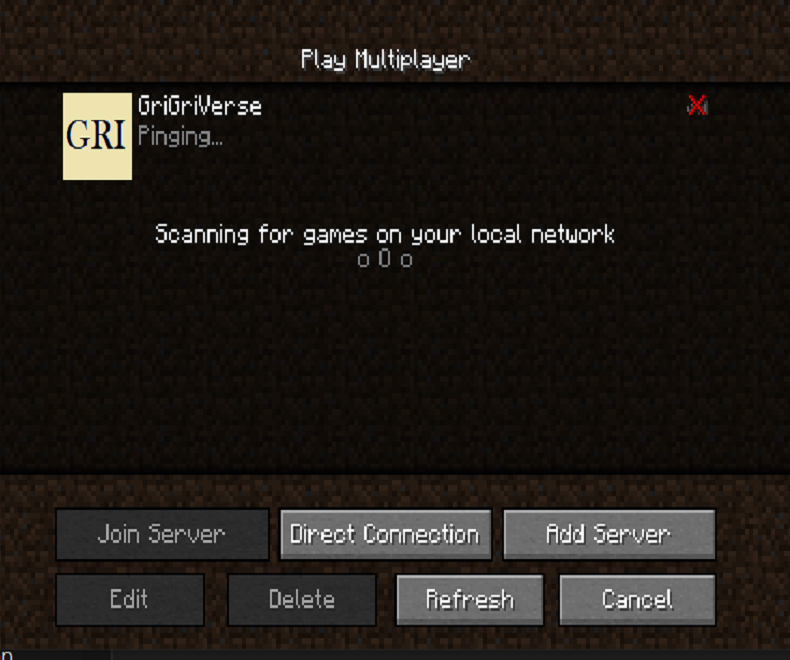 Play Multiplayer
GRI
GriGriVerse
Pinging...
Scanning for games on your local network
o O o
Join Server
Direct Connection
Add Server
Edit
Delete
Refresh
Cancel